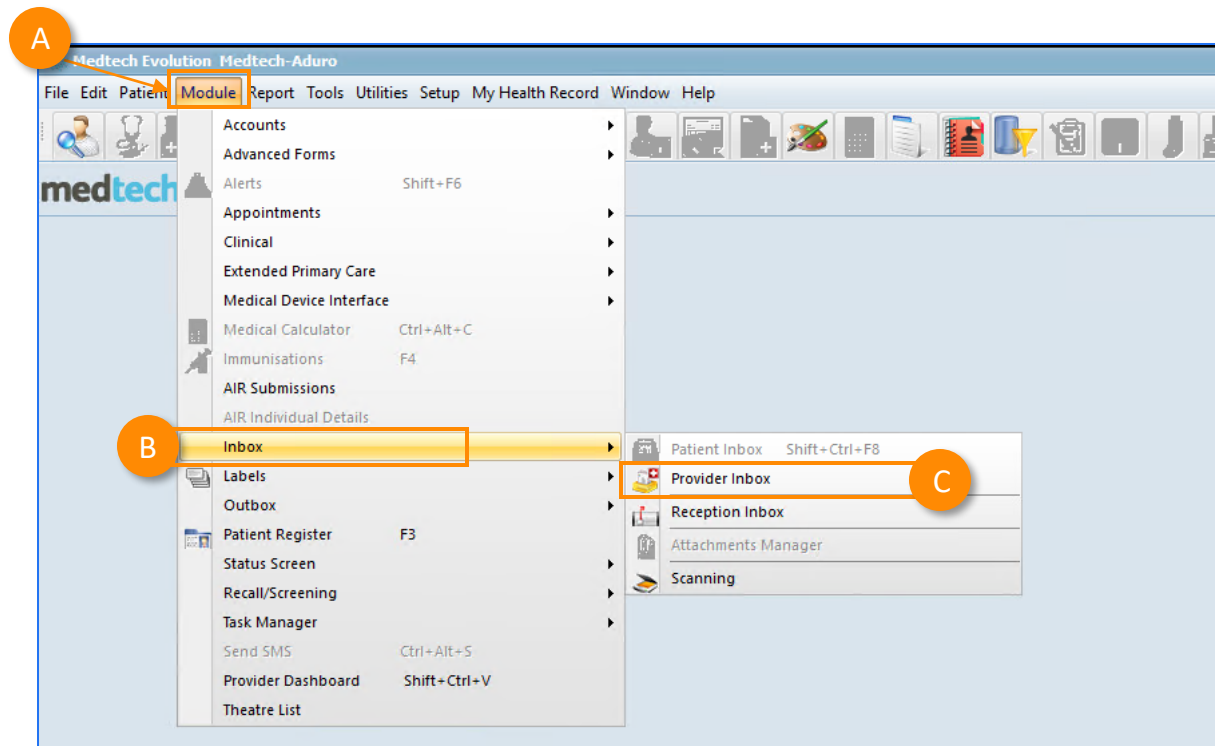 A
Medtech Evolution Medtech-Aduro
File Edit Patient Module Report Tools Utilities Setup My Health Record Window Help
medtech
Accounts
Advanced Forms
Alerts Shift+F6
Appointments
Clinical
Extended Primary Care
Medical Device Interface
Medical Calculator Ctrl+Alt+C
Immunisations F4
AIR Submissions
AIR Individual Details
B
Inbox
Labels
Outbox
Patient Register F3
Status Screen
Recall/Screening
Task Manager
Send SMS Ctrl+Alt+S
Provider Dashboard Shift+Ctrl+V
Theatre List
Patient Inbox Shift+Ctrl+F8
Provider Inbox
C
Reception Inbox
Attachments Manager
Scanning